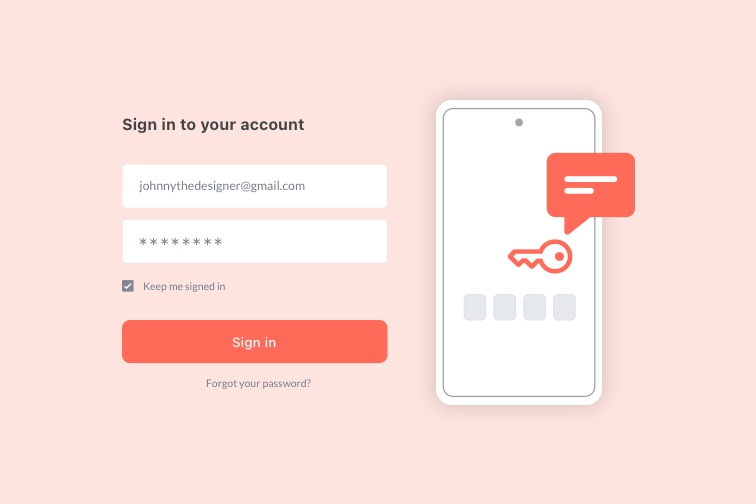 Sign in to your account
johnnythedesigner@gmail.com
********
Keep me signed in
Sign in
Forgot your password?